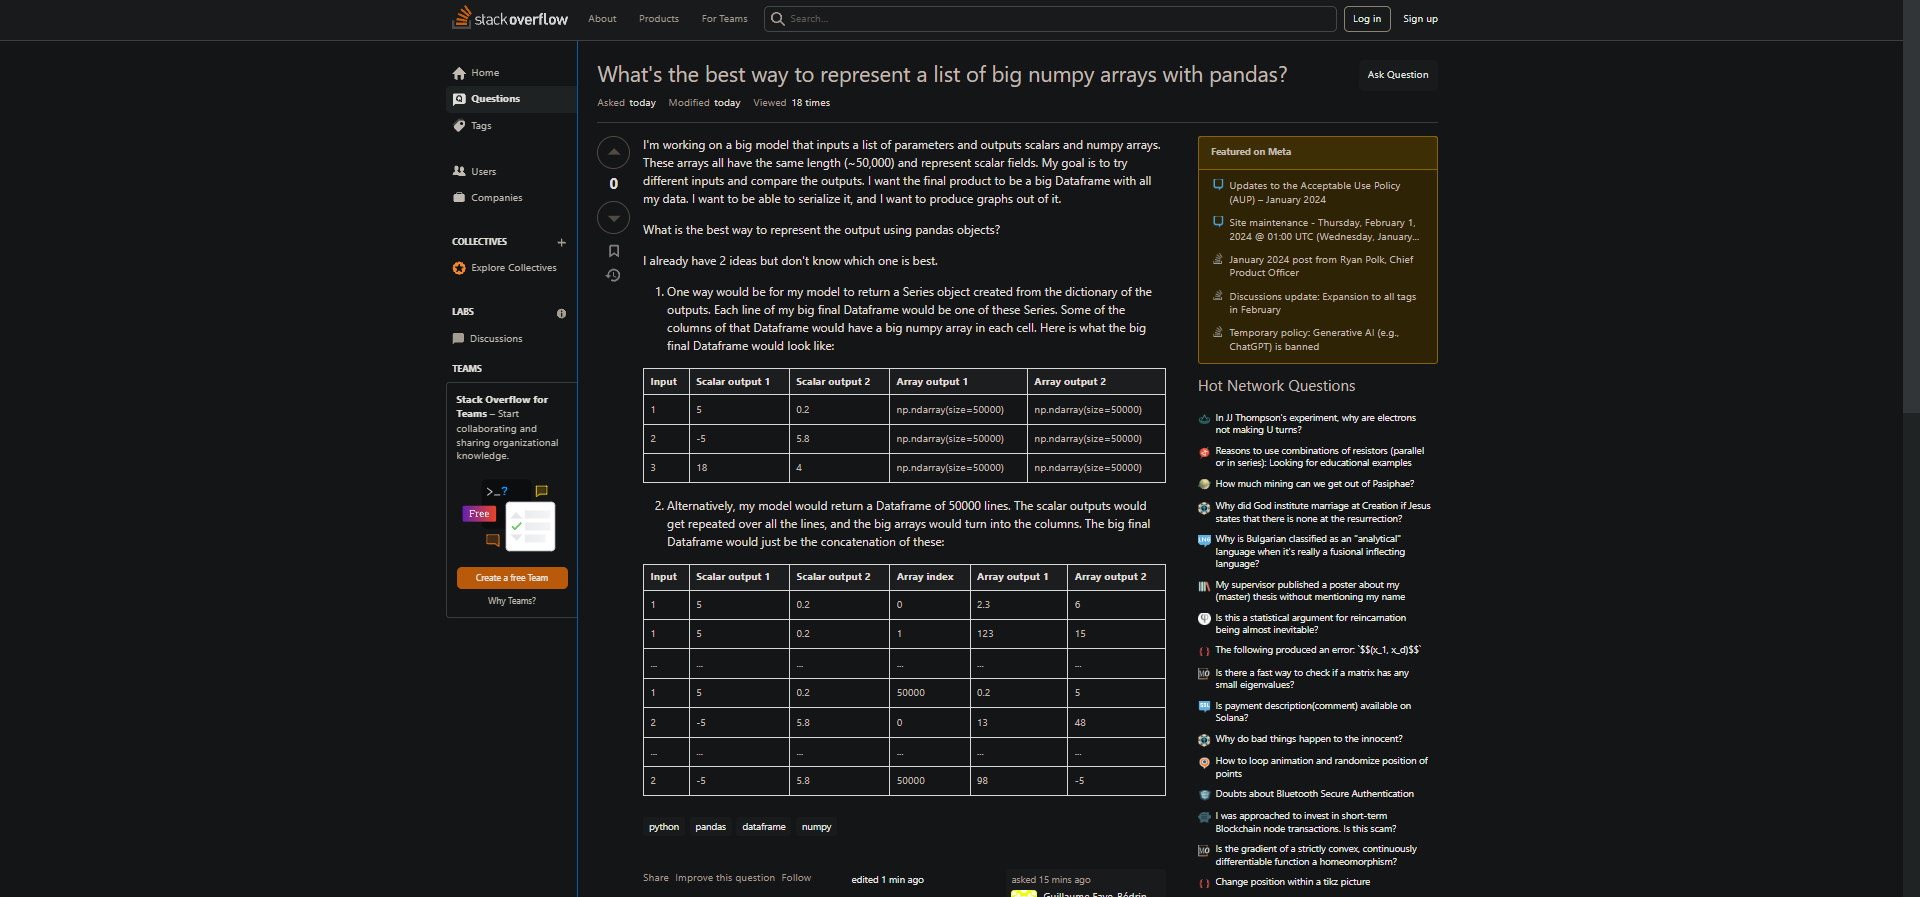 stack overflow
About
Products
For Teams
Search...
Log in
Sign up
Home
Questions
Tags
Users
Companies
COLLECTIVES
Explore Collectives
LABS
Discussions
TEAMS
Stack Overflow for
Teams – Start
collaborating and
sharing organizational
knowledge.
>_?
Free
Create a free Team
Why Teams?
What's the best way to represent a list of big numpy arrays with pandas?
Ask Question
Asked today Modified today Viewed 18 times
0
I'm working on a big model that inputs a list of parameters and outputs scalars and numpy arrays.
These arrays all have the same length (~50,000) and represent scalar fields. My goal is to try
different inputs and compare the outputs. I want the final product to be a big Dataframe with all
my data. I want to be able to serialize it, and I want to produce graphs out of it.
What is the best way to represent the output using pandas objects?
I already have 2 ideas but don't know which one is best.
1. One way would be for my model to return a Series object created from the dictionary of the
outputs. Each line of my big final Dataframe would be one of these Series. Some of the
columns of that Dataframe would have a big numpy array in each cell. Here is what the big
final Dataframe would look like:
Input Scalar output 1 Scalar output 2 Array output 1 Array output 2
1 5 0.2 np.ndarray(size=50000) np.ndarray(size=50000)
2 -5 5.8 np.ndarray(size=50000) np.ndarray(size=50000)
3 18 4 np.ndarray(size=50000) np.ndarray(size=50000)
2. Alternatively, my model would return a Dataframe of 50000 lines. The scalar outputs would
get repeated over all the lines, and the big arrays would turn into the columns. The big final
Dataframe would just be the concatenation of these:
Input Scalar output 1 Scalar output 2 Array index Array output 1 Array output 2
1 5 0.2 0 2.3 6
1 5 0.2 1 123 15
... ... ... ... ... ...
1 5 0.2 50000 0.2 5
2 -5 5.8 0 13 48
... ... ... ... ... ...
2 -5 5.8 50000 98 -5
python pandas dataframe numpy
Share Improve this question Follow
edited 1 min ago
asked 15 mins ago
Guillaume Faye-Bédrin
Featured on Meta
Updates to the Acceptable Use Policy
(AUP) – January 2024
Site maintenance - Thursday, February 1,
2024 @ 01:00 UTC (Wednesday, January...
January 2024 post from Ryan Polk, Chief
Product Officer
Discussions update: Expansion to all tags
in February
Temporary policy: Generative AI (e.g.,
ChatGPT) is banned
Hot Network Questions
In JJ Thompson's experiment, why are electrons
not making U turns?
Reasons to use combinations of resistors (parallel
or in series): Looking for educational examples
How much mining can we get out of Pasiphae?
Why did God institute marriage at Creation if Jesus
states that there is none at the resurrection?
Why is Bulgarian classified as an "analytical"
language when it's really a fusional inflecting
language?
My supervisor published a poster about my
(master) thesis without mentioning my name
Is this a statistical argument for reincarnation
being almost inevitable?
The following produced an error: `$$(x_1, x_d)$$`
Is there a fast way to check if a matrix has any
small eigenvalues?
Is payment description(comment) available on
Solana?
Why do bad things happen to the innocent?
How to loop animation and randomize position of
points
Doubts about Bluetooth Secure Authentication
I was approached to invest in short-term
Blockchain node transactions. Is this scam?
Is the gradient of a strictly convex, continuously
differentiable function a homeomorphism?
Change position within a tikz picture